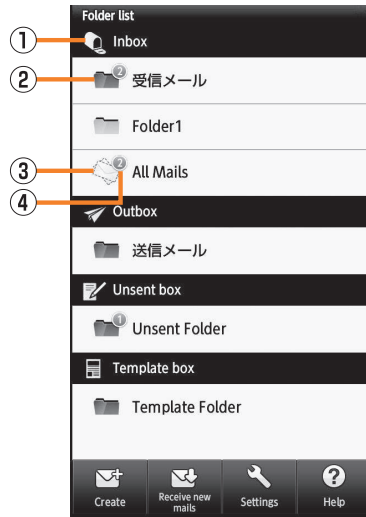 Folder list
① Inbox
② 2 受信メール
Folder1
③ 2 All Mails
④ Outbox
送信メール
Unsent box
1 Unsent Folder
Template box
Template Folder
Create
Receive new
mails
Settings
? Help